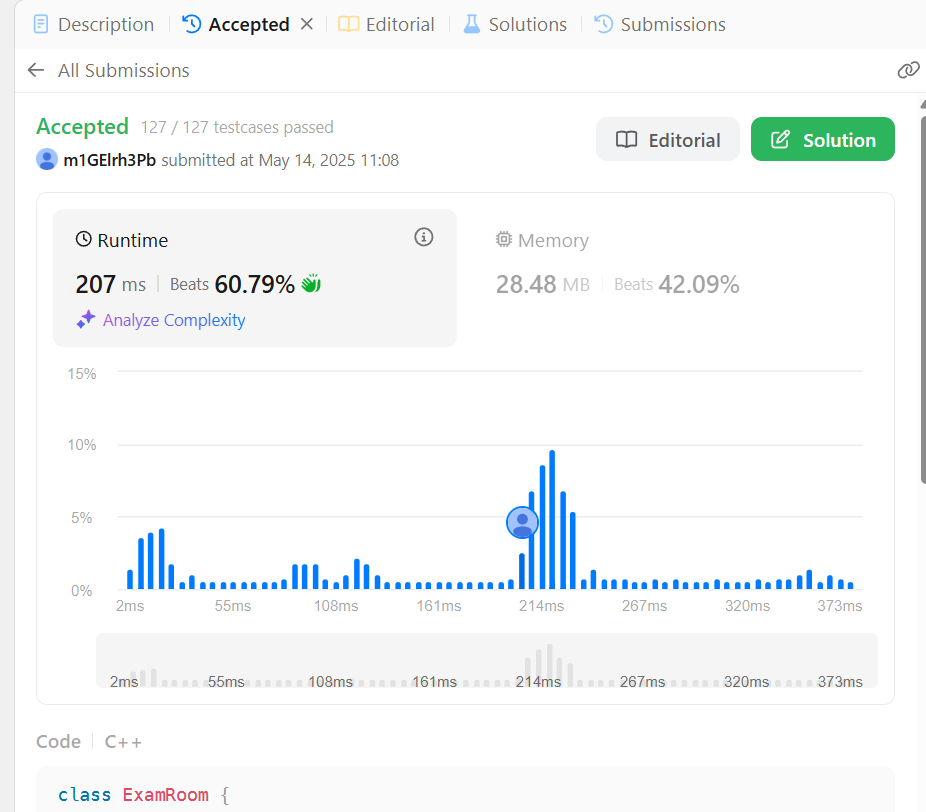 Description Accepted Editorial Solutions Submissions
All Submissions
Accepted 127 / 127 testcases passed
m1GElrh3Pb submitted at May 14, 2025 11:08
Editorial Solution
Runtime
207 ms Beats 60.79%
Analyze Complexity
Memory
28.48 MB Beats 42.09%
15%
10%
5%
0%
2ms 55ms 108ms 161ms 214ms 267ms 320ms 373ms
2ms 55ms 108ms 161ms 214ms 267ms 320ms 373ms
Code C++
class ExamRoom {